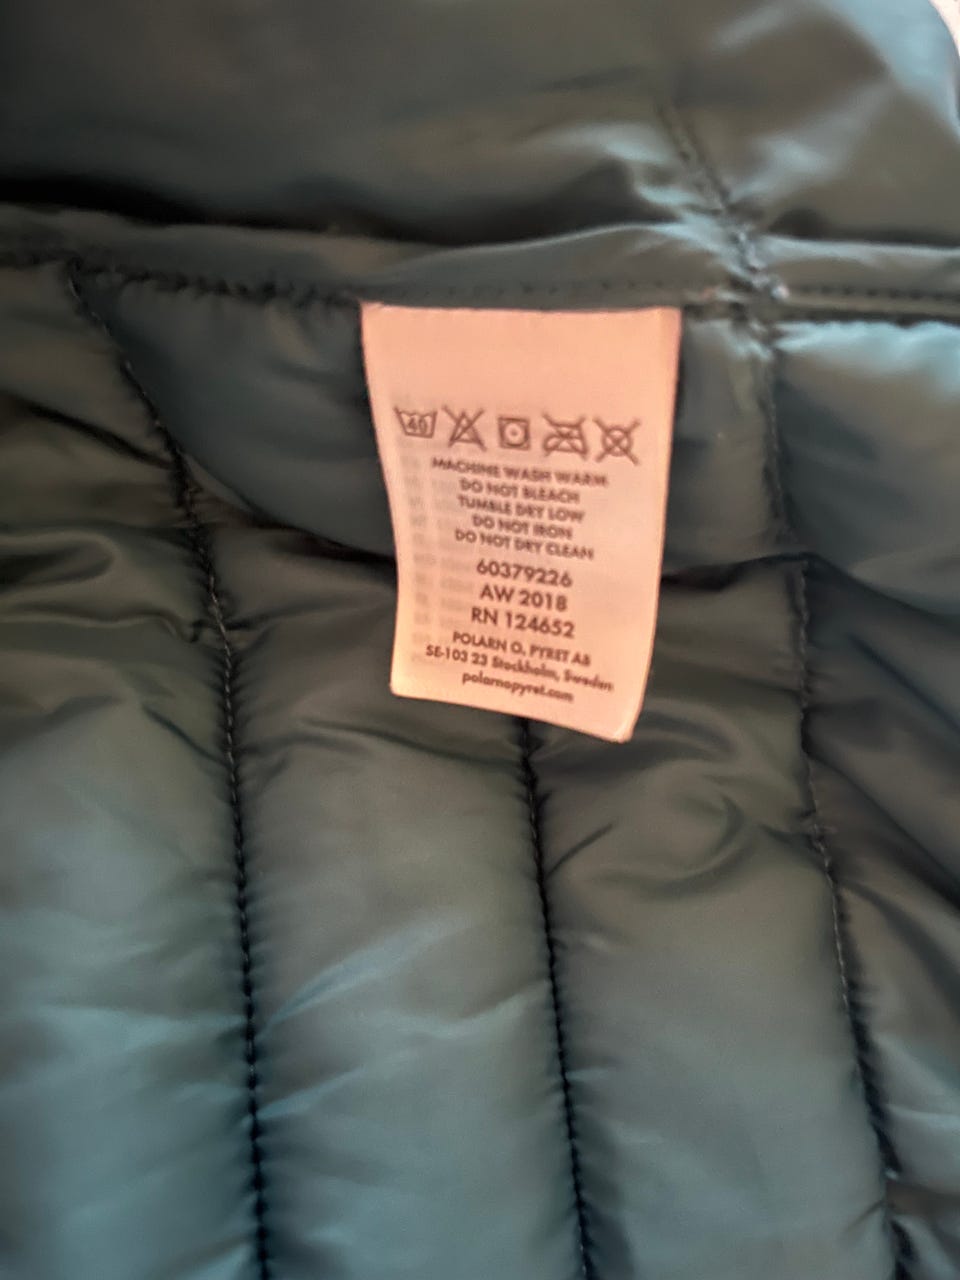 40
MACHINE WASH WARM
DO NOT BLEACH
TUMBLE DRY LOW
DO NOT IRON
DO NOT DRY CLEAN
60379226
AW 2018
RN 124652
POLARN O. PYRET AB
SE-103 23 Stockholm, Sweden
polarnopyret.com